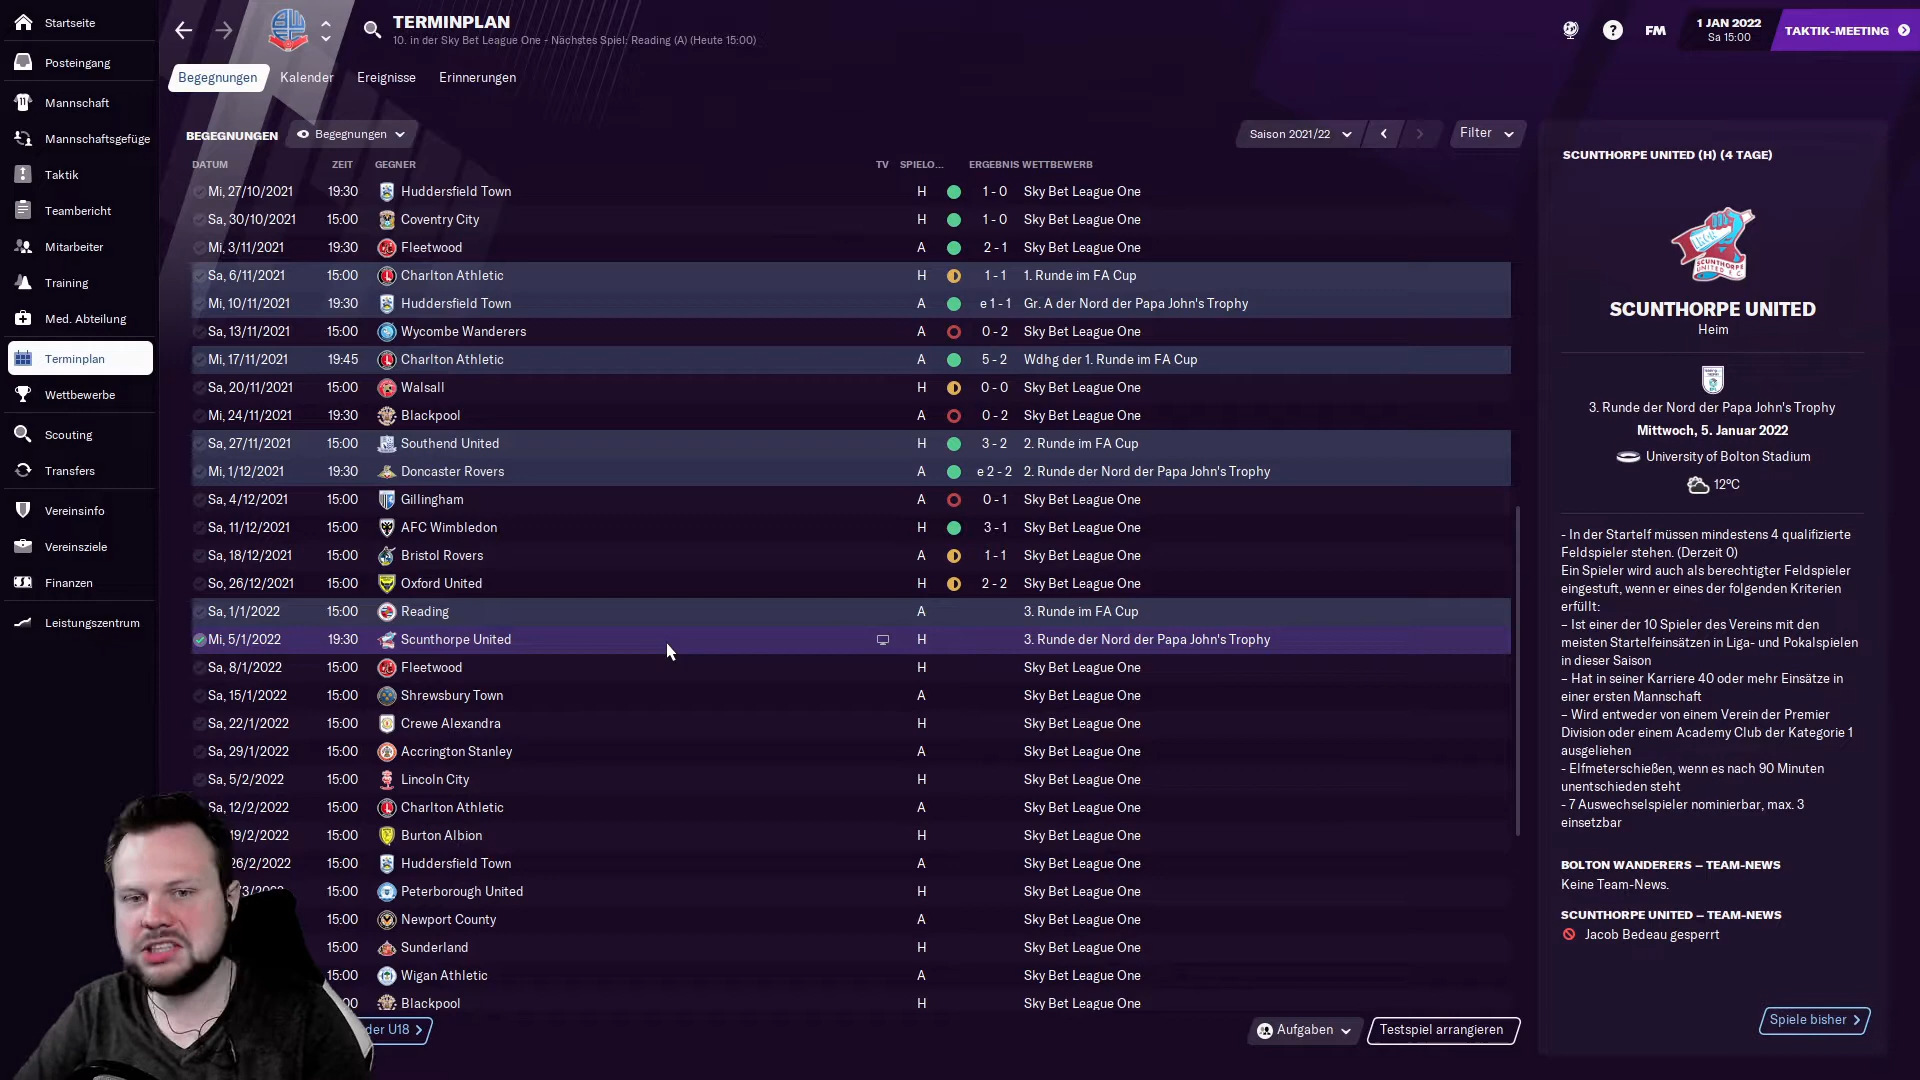 Startseite
Posteingang
Mannschaft
Mannschaftsgefüge
Taktik
Teambericht
Mitarbeiter
Training
Med. Abteilung
Terminplan
Wettbewerbe
Scouting
Transfers
Vereinsinfo
Vereinsziele
Finanzen
Leistungszentrum
TERMINPLAN
10. in der Sky Bet League One - Nächstes Spiel: Reading (A) (Heute 15:00)
FM
1 JAN 2022
Sa 15:00
TAKTIK-MEETING
Begegnungen Kalender Ereignisse Erinnerungen
BEGEGNUNGEN Begegnungen Saison 2021/22 Filter
DATUM ZEIT GEGNER TV SPIELO... ERGEBNIS WETTBEWERB
Mi, 27/10/2021 19:30 Huddersfield Town H 1 - 0 Sky Bet League One
Sa, 30/10/2021 15:00 Coventry City H 1 - 0 Sky Bet League One
Mi, 3/11/2021 19:30 Fleetwood A 2 - 1 Sky Bet League One
Sa, 6/11/2021 15:00 Charlton Athletic H 1 - 1 1. Runde im FA Cup
Mi, 10/11/2021 19:30 Huddersfield Town A e 1 - 1 Gr. A der Nord der Papa John's Trophy
Sa, 13/11/2021 15:00 Wycombe Wanderers A 0 - 2 Sky Bet League One
Mi, 17/11/2021 19:45 Charlton Athletic A 5 - 2 Wdhg der 1. Runde im FA Cup
Sa, 20/11/2021 15:00 Walsall H 0 - 0 Sky Bet League One
Mi, 24/11/2021 19:30 Blackpool A 0 - 2 Sky Bet League One
Sa, 27/11/2021 15:00 Southend United H 3 - 2 2. Runde im FA Cup
Mi, 1/12/2021 19:30 Doncaster Rovers A e 2 - 2 2. Runde der Nord der Papa John's Trophy
Sa, 4/12/2021 15:00 Gillingham A 0 - 1 Sky Bet League One
Sa, 11/12/2021 15:00 AFC Wimbledon H 3 - 1 Sky Bet League One
Sa, 18/12/2021 15:00 Bristol Rovers A 1 - 1 Sky Bet League One
So, 26/12/2021 15:00 Oxford United H 2 - 2 Sky Bet League One
Sa, 1/1/2022 15:00 Reading A 3. Runde im FA Cup
Mi, 5/1/2022 19:30 Scunthorpe United H 3. Runde der Nord der Papa John's Trophy
Sa, 8/1/2022 15:00 Fleetwood H Sky Bet League One
Sa, 15/1/2022 15:00 Shrewsbury Town A Sky Bet League One
Sa, 22/1/2022 15:00 Crewe Alexandra H Sky Bet League One
Sa, 29/1/2022 15:00 Accrington Stanley A Sky Bet League One
Sa, 5/2/2022 15:00 Lincoln City H Sky Bet League One
Sa, 12/2/2022 15:00 Charlton Athletic A Sky Bet League One
19/2/2022 15:00 Burton Albion H Sky Bet League One
26/2/2022 15:00 Huddersfield Town A Sky Bet League One
15:00 Peterborough United H Sky Bet League One
15:00 Newport County A Sky Bet League One
15:00 Sunderland H Sky Bet League One
15:00 Wigan Athletic A Sky Bet League One
Blackpool H Sky Bet League One
der U18
Aufgaben Testspiel arrangieren
SCUNTHORPE UNITED (H) (4 TAGE)
SCUNTHORPE UNITED
Heim
3. Runde der Nord der Papa John's Trophy
Mittwoch, 5. Januar 2022
University of Bolton Stadium
12°C
- In der Startelf müssen mindestens 4 qualifizierte
Feldspieler stehen. (Derzeit 0)
Ein Spieler wird auch als berechtigter Feldspieler
eingestuft, wenn er eines der folgenden Kriterien
erfüllt:
– Ist einer der 10 Spieler des Vereins mit den
meisten Startelfeinsätzen in Liga- und Pokalspielen
in dieser Saison
– Hat in seiner Karriere 40 oder mehr Einsätze in
einer ersten Mannschaft
– Wird entweder von einem Verein der Premier
Division oder einem Academy Club der Kategorie 1
ausgeliehen
- Elfmeterschießen, wenn es nach 90 Minuten
unentschieden steht
- 7 Auswechselspieler nominierbar, max. 3
einsetzbar
BOLTON WANDERERS – TEAM-NEWS
Keine Team-News.
SCUNTHORPE UNITED – TEAM-NEWS
Jacob Bedeau gesperrt
Spiele bisher